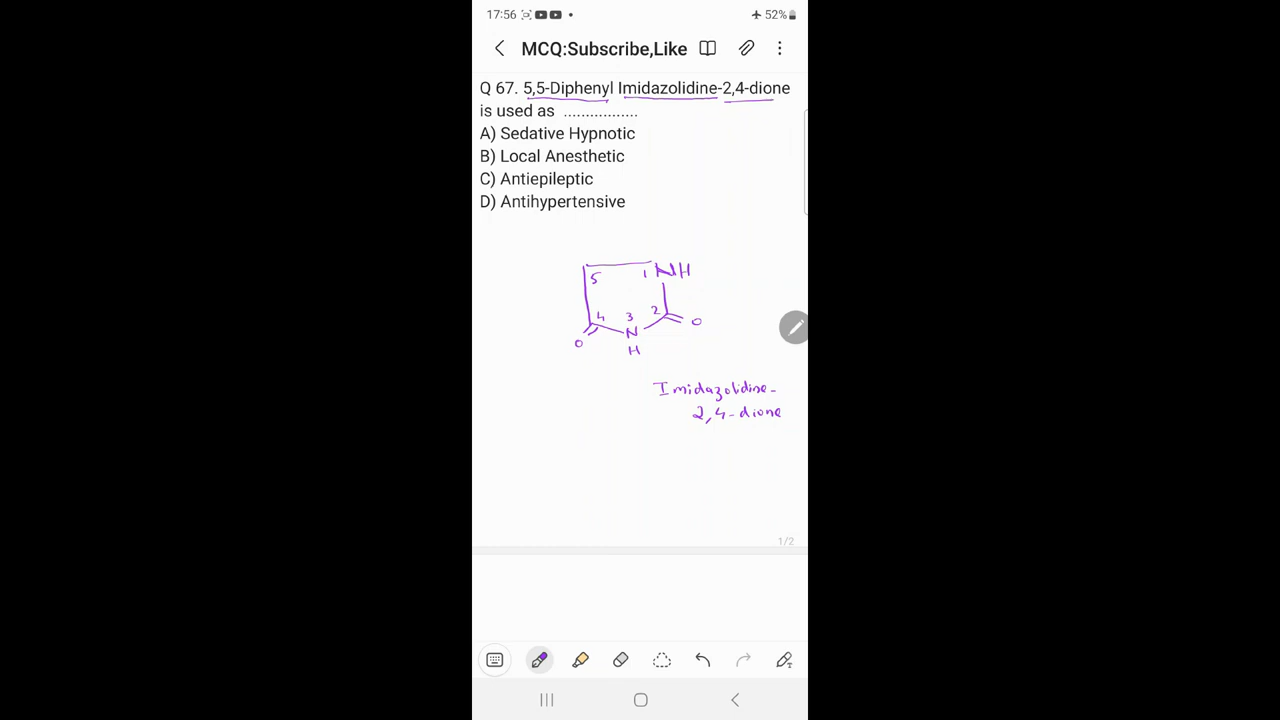 17:56 52%
MCQ:Subscribe,Like
Q 67. 5,5-Diphenyl Imidazolidine-2,4-dione
is used as .................
A) Sedative Hypnotic
B) Local Anesthetic
C) Antiepileptic
D) Antihypertensive
5 1 NH
4 3 2
O N O
H
Imidazolidine-
2,4-dione
1/2